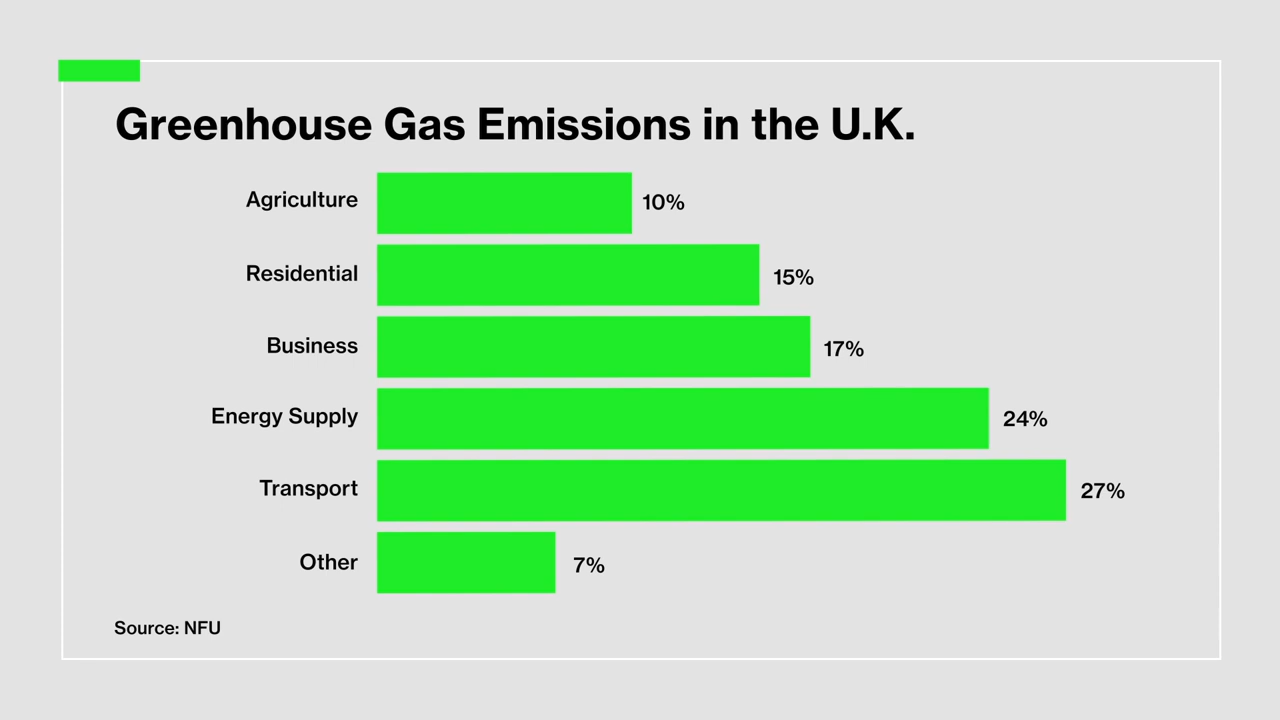 Greenhouse Gas Emissions in the U.K.
Agriculture 10%
Residential 15%
Business 17%
Energy Supply 24%
Transport 27%
Other 7%
Source: NFU